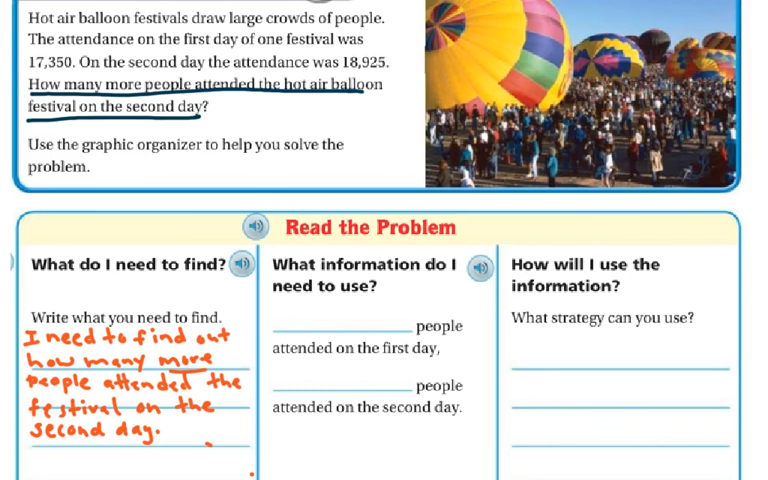 Hot air balloon festivals draw large crowds of people.
The attendance on the first day of one festival was
17,350. On the second day the attendance was 18,925.
How many more people attended the hot air balloon
festival on the second day?
Use the graphic organizer to help you solve the
problem.
Read the Problem
What do I need to find?
Write what you need to find.
I need to find out
how many more
people attended the
festival on the
second day.
What information do I
need to use?
__________ people
attended on the first day,
__________ people
attended on the second day.
How will I use the
information?
What strategy can you use?